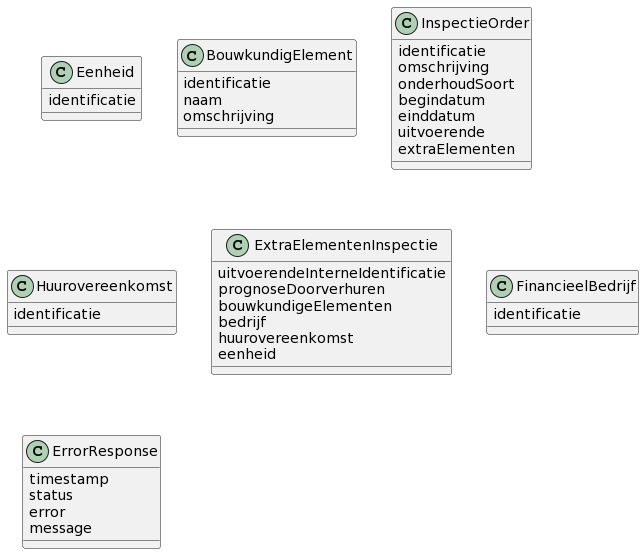 C Eenheid
identificatie
C BouwkundigElement
identificatie
naam
omschrijving
C InspectieOrder
identificatie
omschrijving
onderhoudSoort
begindatum
einddatum
uitvoerende
extraElementen
C Huurovereenkomst
identificatie
C ExtraElementenInspectie
uitvoerendeInterneIdentificatie
prognoseDoorverhuren
bouwkundigeElementen
bedrijf
huurovereenkomst
eenheid
C FinancieelBedrijf
identificatie
C ErrorResponse
timestamp
status
error
message